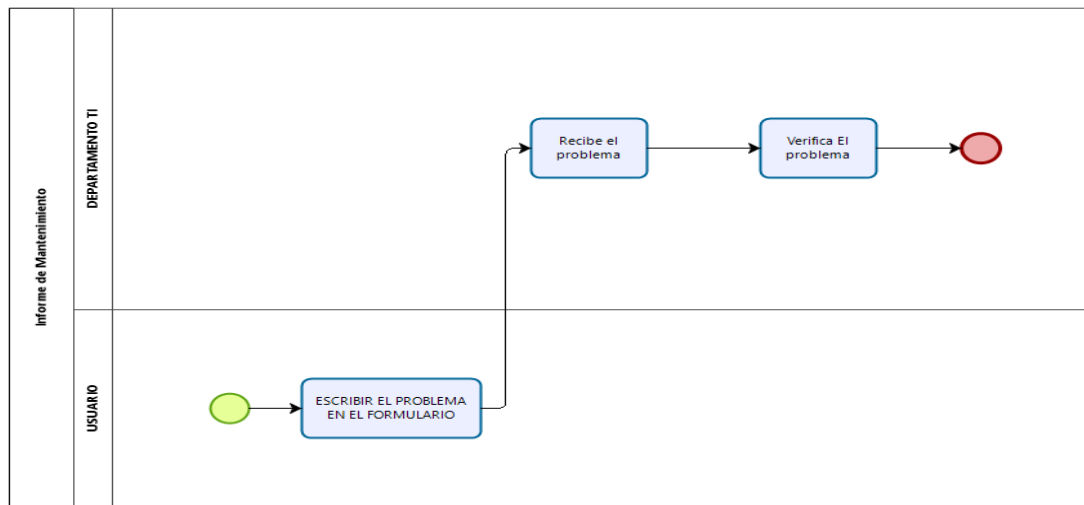 Informe de Mantenimiento
DEPARTAMENTO TI
Recibe el
problema
Verifica El
problema
USUARIO
ESCRIBIR EL PROBLEMA
EN EL FORMULARIO